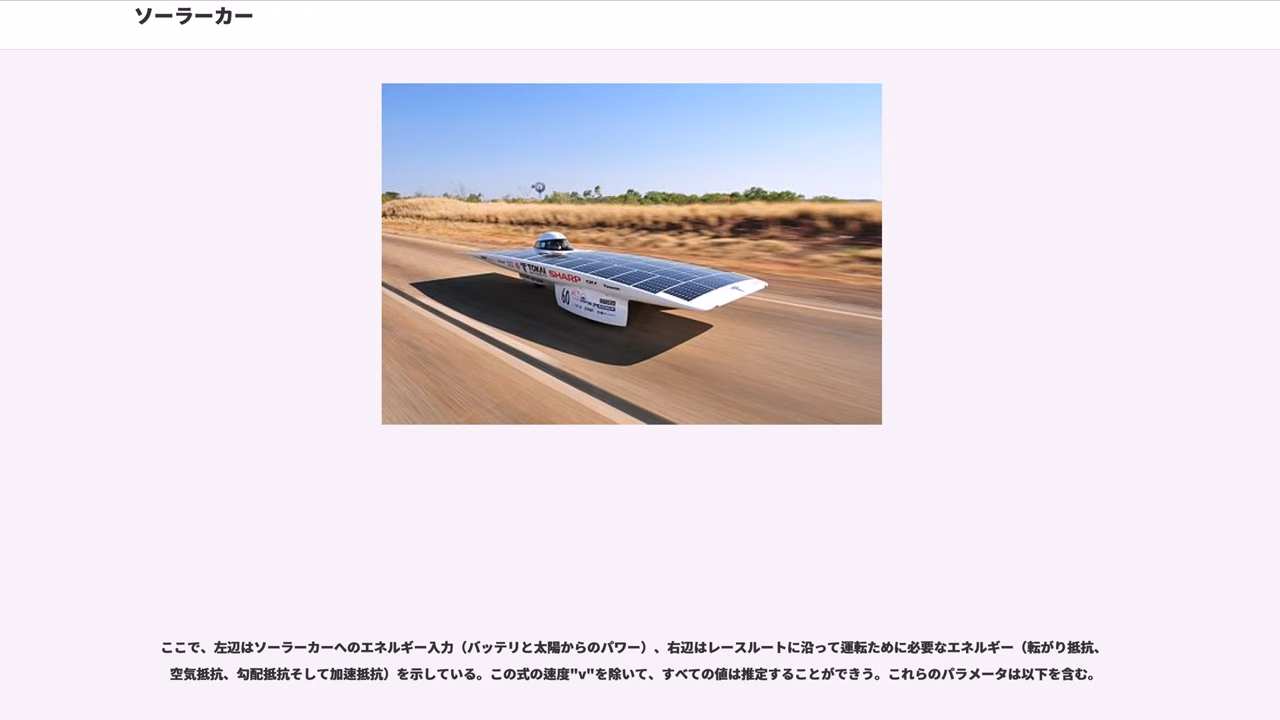 ソーラーカー
TOKAI SHARP
60
ここで、左辺はソーラーカーへのエネルギー入力（バッテリと太陽からのパワー）、右辺はレースルートに沿って運転ために必要なエネルギー（転がり抵抗、
空気抵抗、勾配抵抗そして加速抵抗）を示している。この式の速度"v"を除いて、すべての値は推定することができう。これらのパラメータは以下を含む。